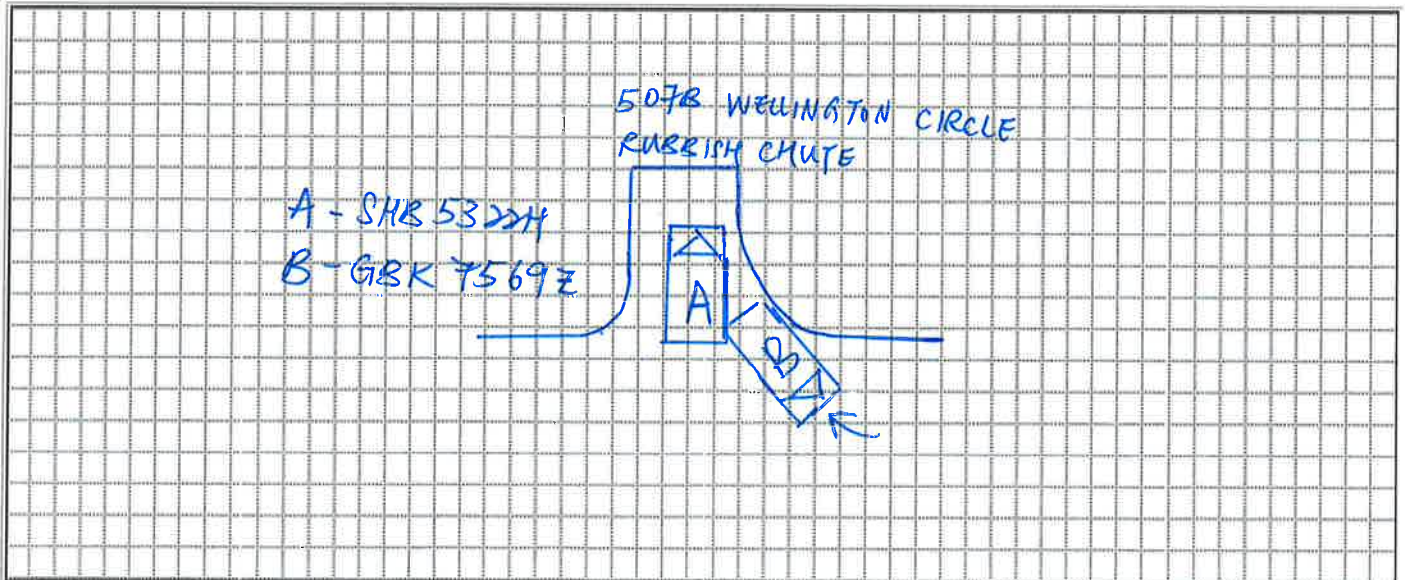 507B WELLINGTON CIRCLE
RUBBISH CHUTE
A - SHB 5322H
B - GBK 7569Z
A
B